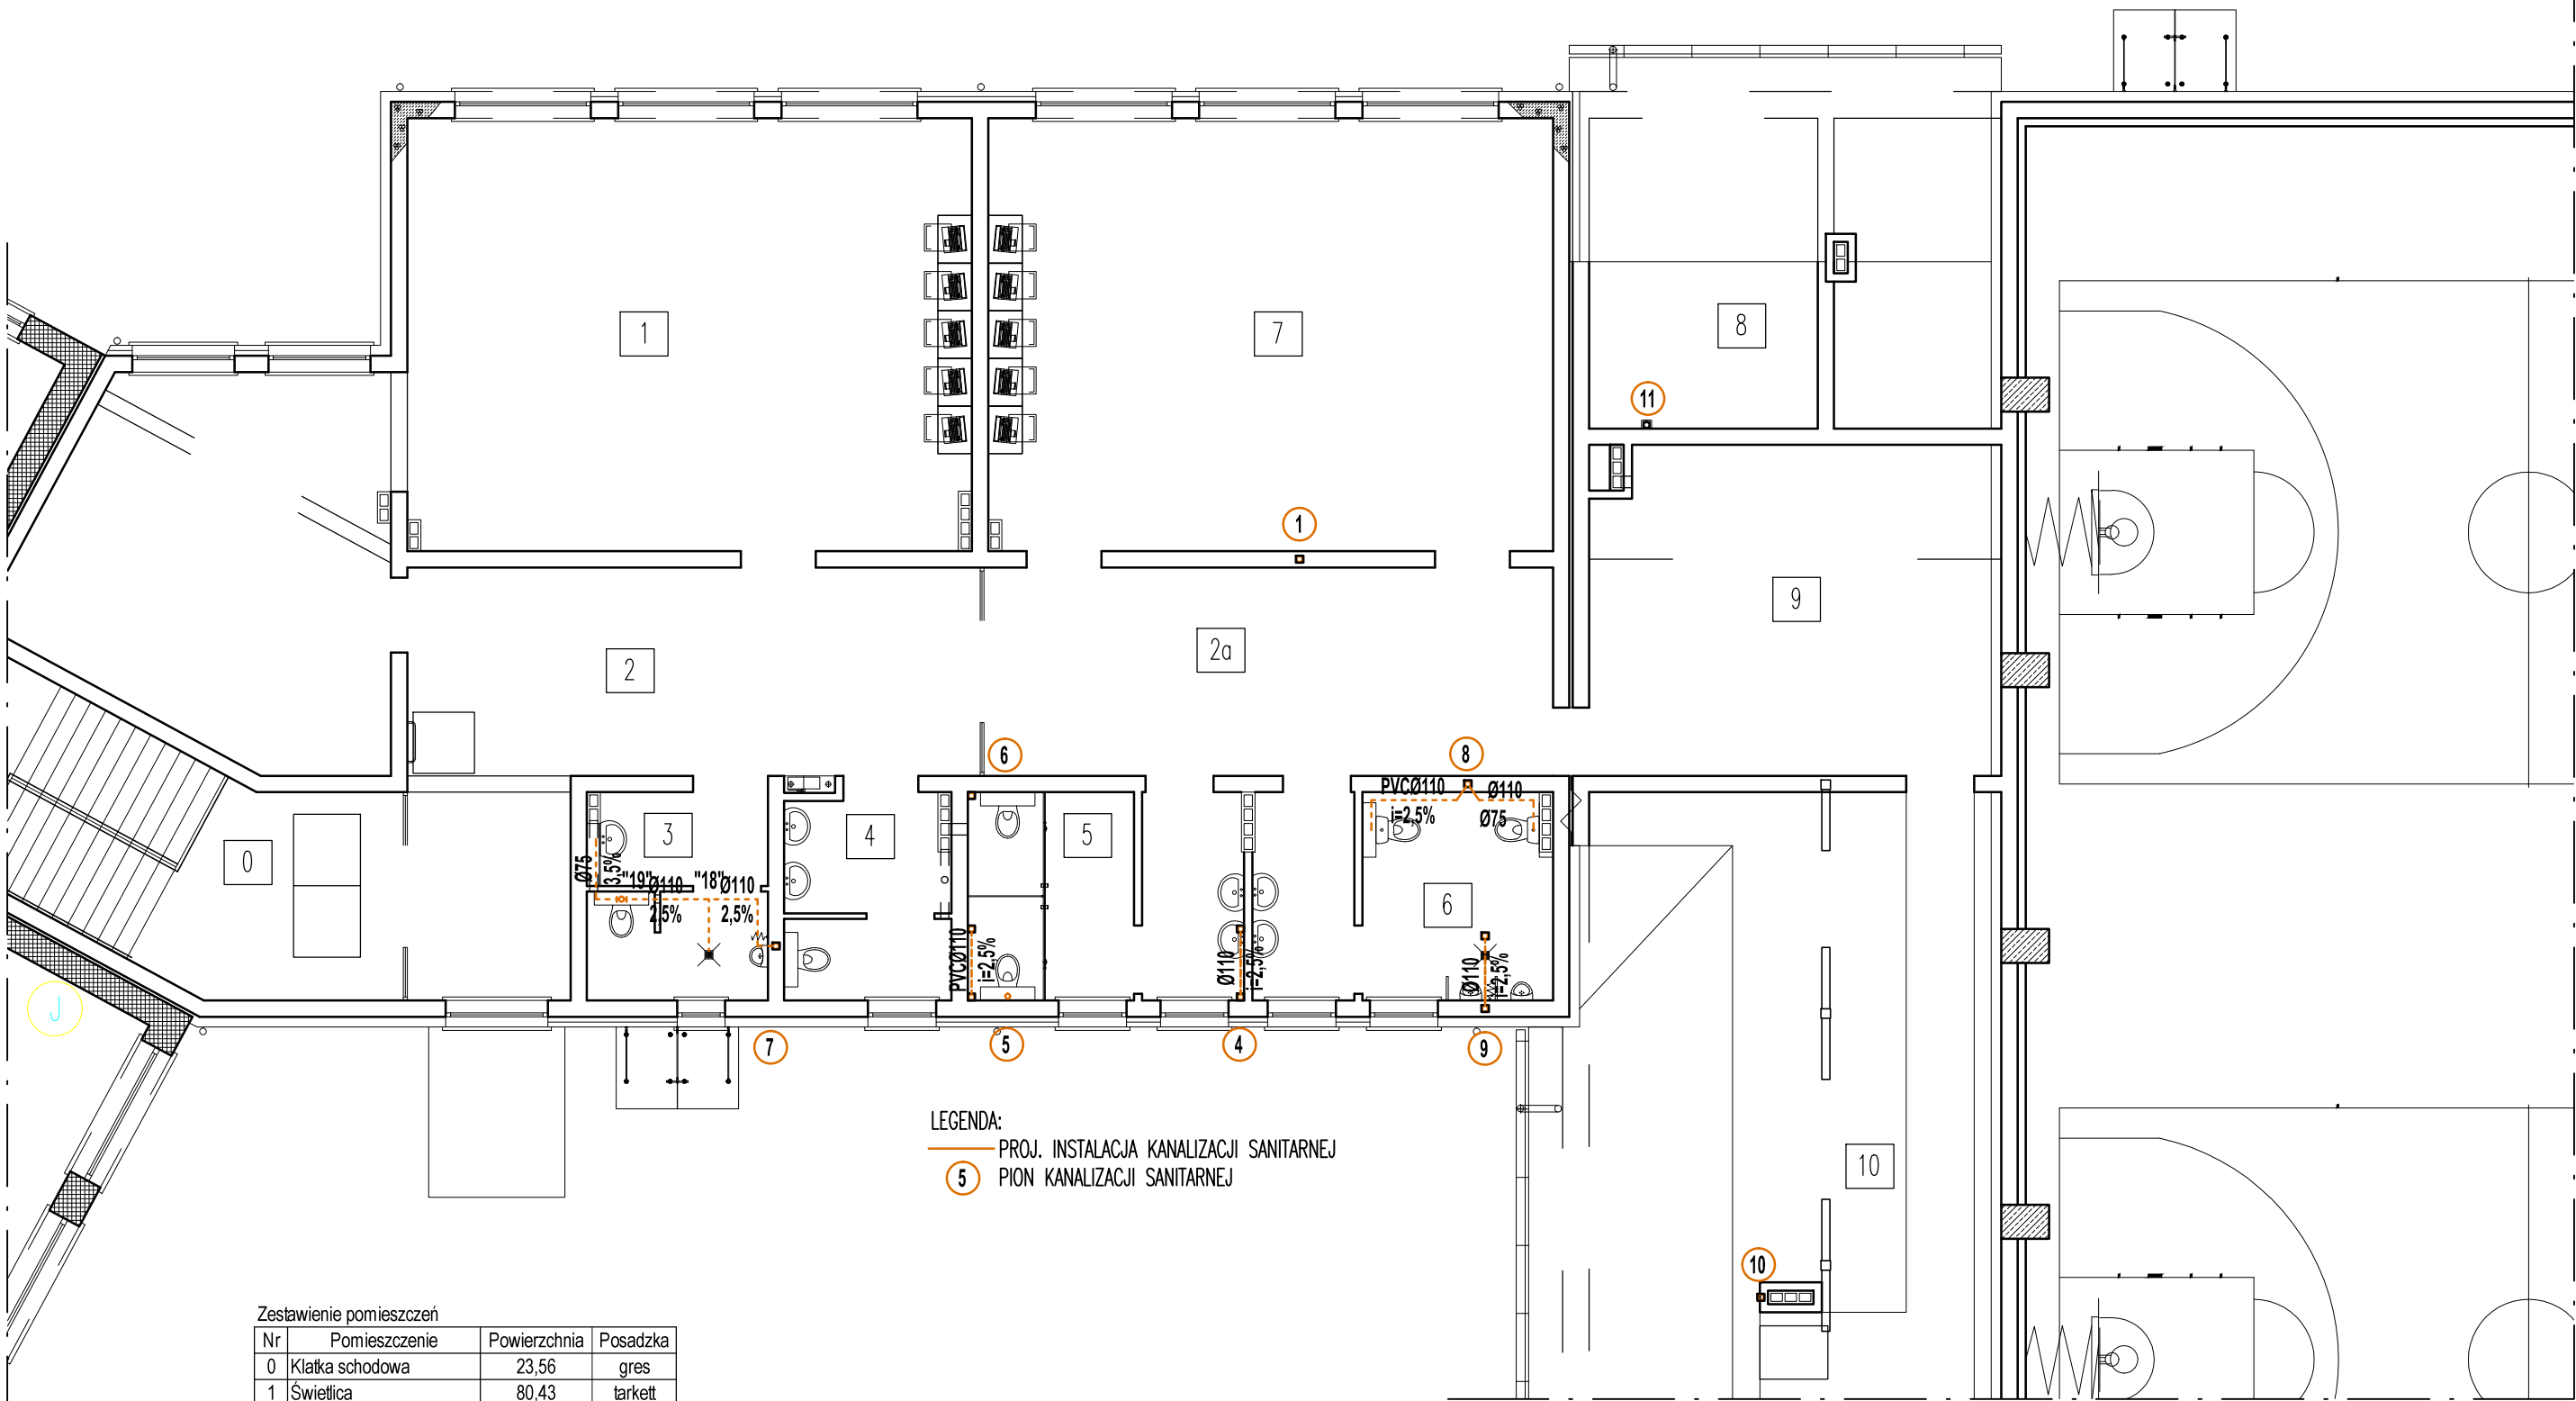 1
7
8
11
1
9
2a
2
6
8
PVCØ110
Ø110
i=2,5%
Ø75
0
3
4
5
6
Ø75
3,5%
"19"
Ø110
2,5%
"18"
Ø110
2,5%
PVCØ110
i=2,5%
Ø110
i=2,5%
Ø110
i=2,5%
J
7
5
4
9
LEGENDA:
PROJ. INSTALACJA KANALIZACJI SANITARNEJ
5 PION KANALIZACJI SANITARNEJ
10
10
Zestawienie pomieszczeń
Nr Pomieszczenie Powierzchnia Posadzka
0 Klatka schodowa 23,56 gres
1 Świetlica 80,43 tarkett